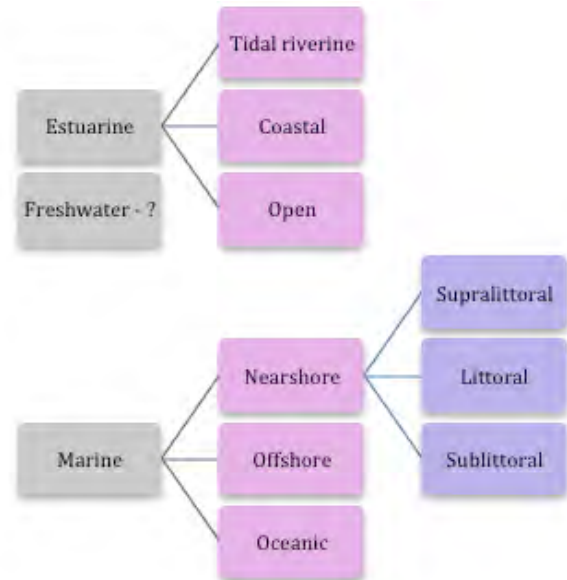 Tidal riverine
Estuarine
Coastal
Freshwater - ?
Open
Supralittoral
Nearshore
Littoral
Marine
Offshore
Sublittoral
Oceanic